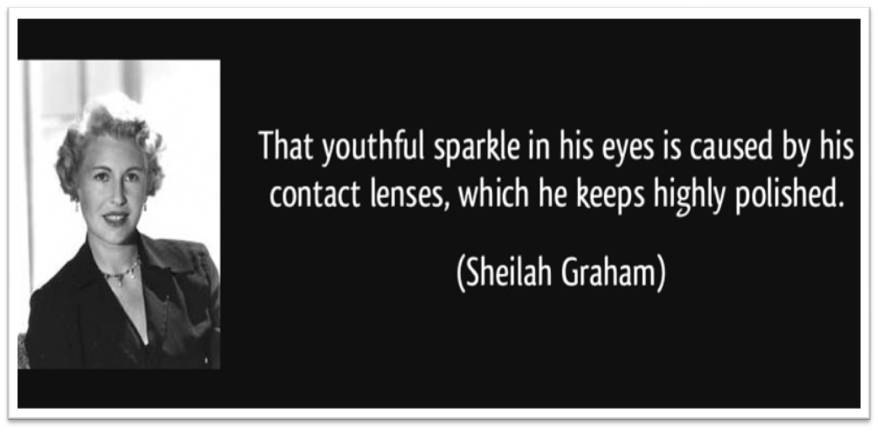 That youthful sparkle in his eyes is caused by his
contact lenses, which he keeps highly polished.
(Sheilah Graham)